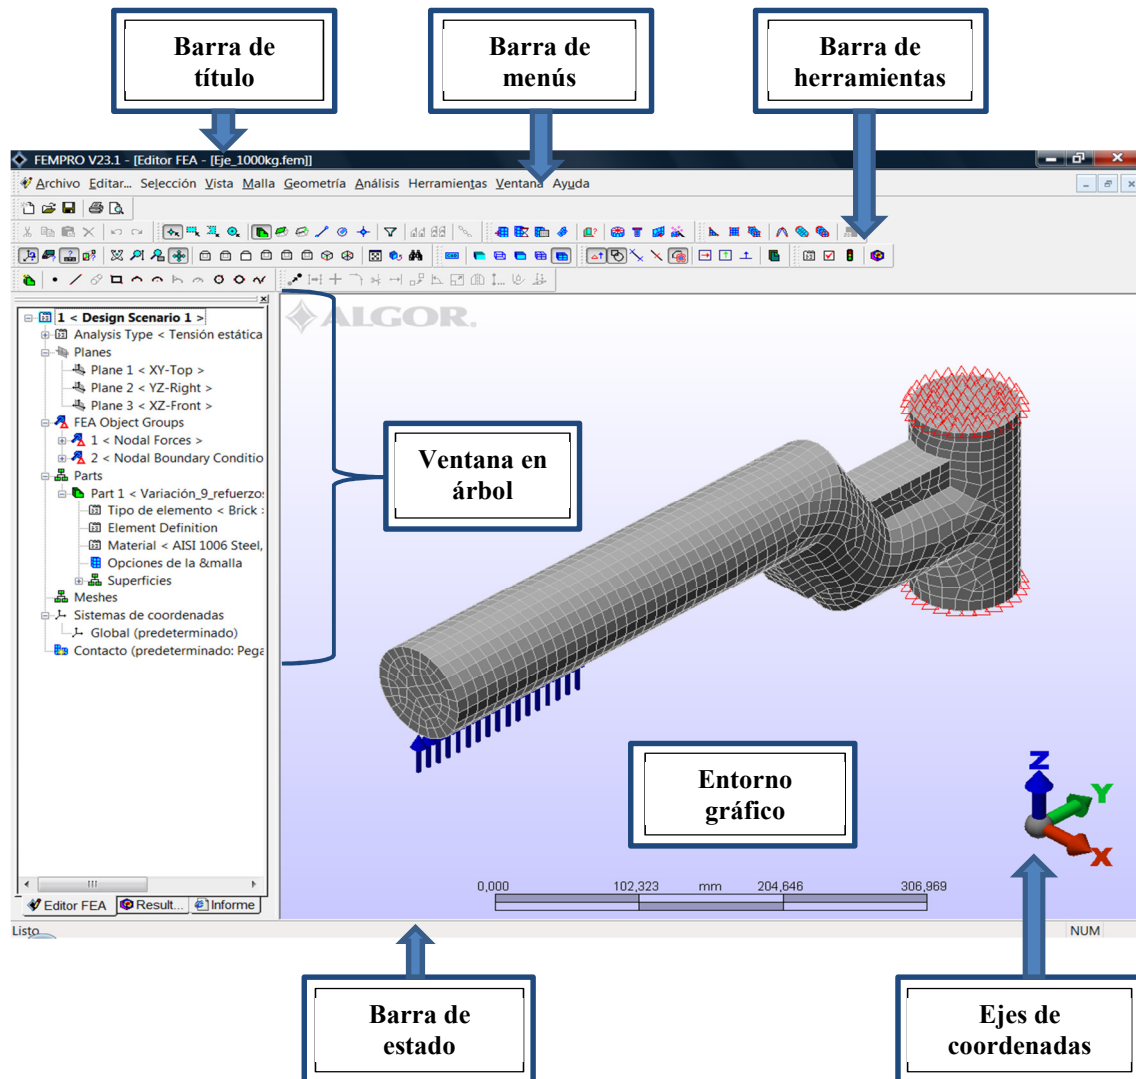 Barra de
título
Barra de
menús
Barra de
herramientas
FEMPRO V23.1 - [Editor FEA - [Eje_1000kg.fem]]
Archivo Editar... Selección Vista Malla Geometría Análisis Herramientas Ventana Ayuda
1 < Design Scenario 1 >
Analysis Type < Tensión estática
Planes
Plane 1 < XY-Top >
Plane 2 < YZ-Right >
Plane 3 < XZ-Front >
FEA Object Groups
1 < Nodal Forces >
2 < Nodal Boundary Conditio
Parts
Part 1 < Variación_9_refuerzo
Tipo de elemento < Brick >
Element Definition
Material < AISI 1006 Steel,
Opciones de la &malla
Superficies
Meshes
Sistemas de coordenadas
Global (predeterminado)
Contacto (predeterminado: Pega
ALGOR.
Ventana en
árbol
Entorno
gráfico
Z
Y
X
0,000 102,323 mm 204,646 306,969
Editor FEA Result... Informe
Listo NUM
Barra de
estado
Ejes de
coordenadas